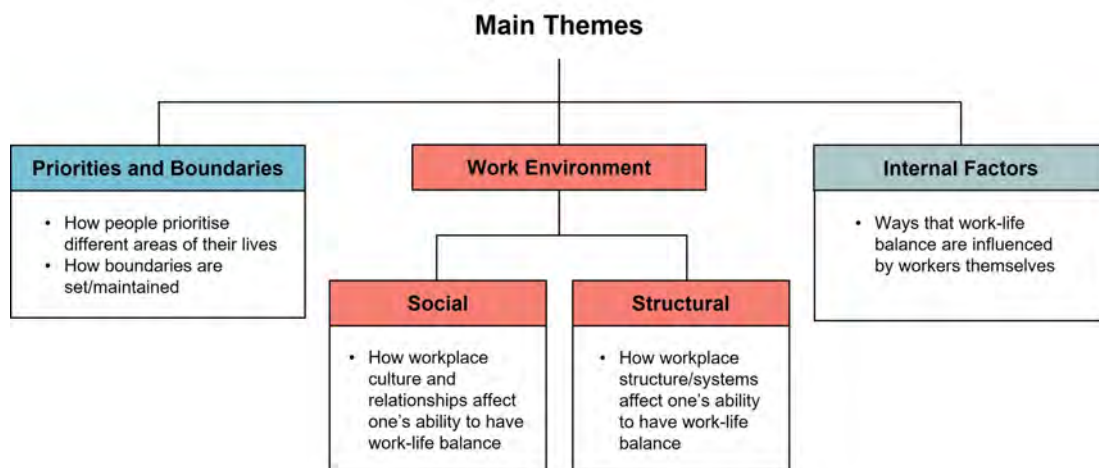 Main Themes
Priorities and Boundaries
• How people prioritise
different areas of their lives
• How boundaries are
set/maintained
Work Environment
Social
• How workplace
culture and
relationships affect
one's ability to have
work-life balance
Structural
• How workplace
structure/systems
affect one's ability
to have work-life
balance
Internal Factors
• Ways that work-life
balance are influenced
by workers themselves